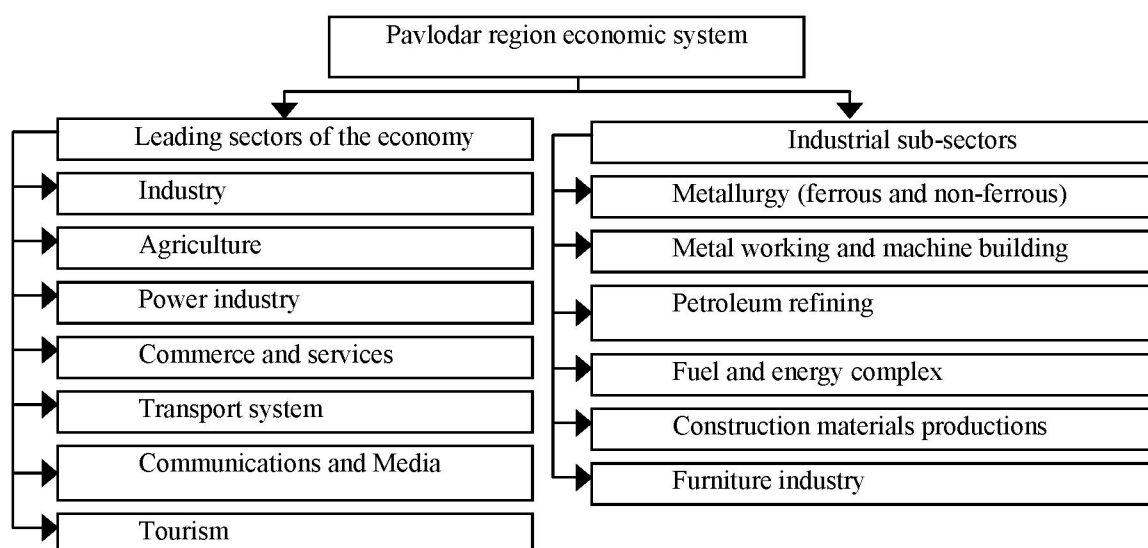 Pavlodar region economic system
Leading sectors of the economy
Industry
Agriculture
Power industry
Commerce and services
Transport system
Communications and Media
Tourism
Industrial sub-sectors
Metallurgy (ferrous and non-ferrous)
Metal working and machine building
Petroleum refining
Fuel and energy complex
Construction materials productions
Furniture industry